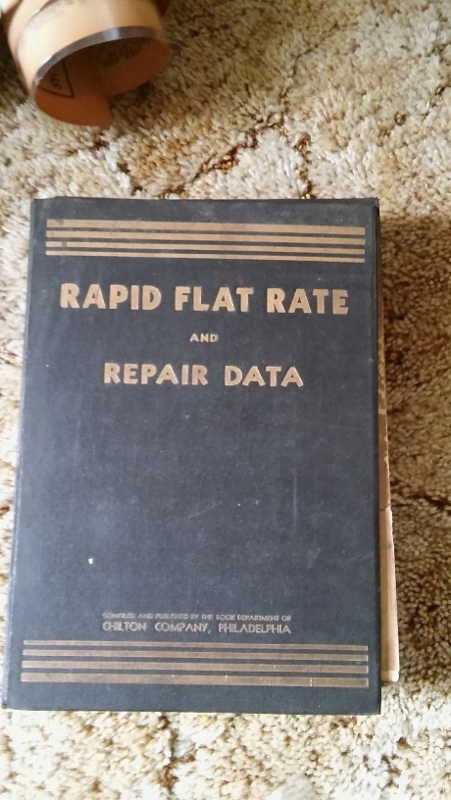 RAPID FLAT RATE
AND
REPAIR DATA
COMPILED AND PUBLISHED BY THE BOOK DEPARTMENT OF
CHILTON COMPANY, PHILADELPHIA